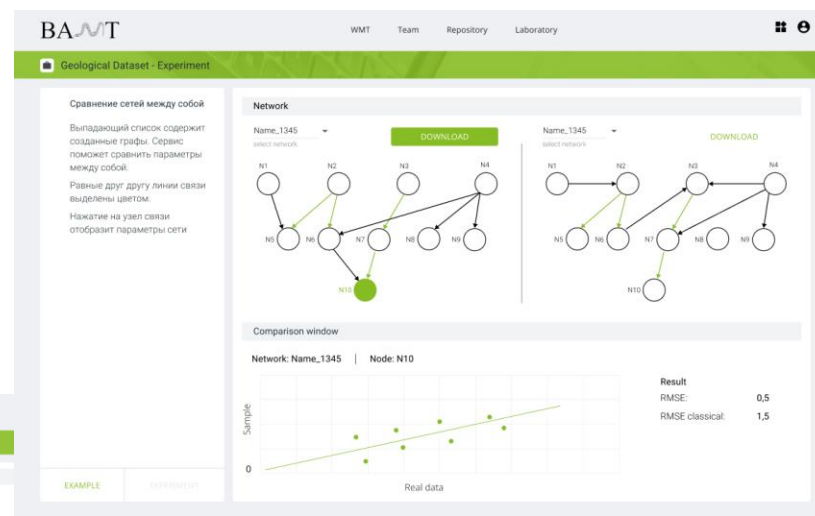 BAMT
WMT Team Repository Laboratory
Geological Dataset - Experiment
Сравнение сетей между собой
Выпадающий список содержит
созданные графы. Сервис
поможет сравнить параметры
между собой.
Равные друг другу линии связи
выделены цветом.
Нажатие на узел связи
отобразит параметры сети
EXAMPLE EXPERIMENT
Network
Name_1345 DOWNLOAD
select network
N1 N2 N3 N4
N5 N6 N7 N8 N9
N10
Name_1345 DOWNLOAD
select network
N1 N2 N3 N4
N5 N6 N7 N8 N9
N10
Comparison window
Network: Name_1345 | Node: N10
Sample
0
Real data
Result
RMSE: 0,5
RMSE classical: 1,5